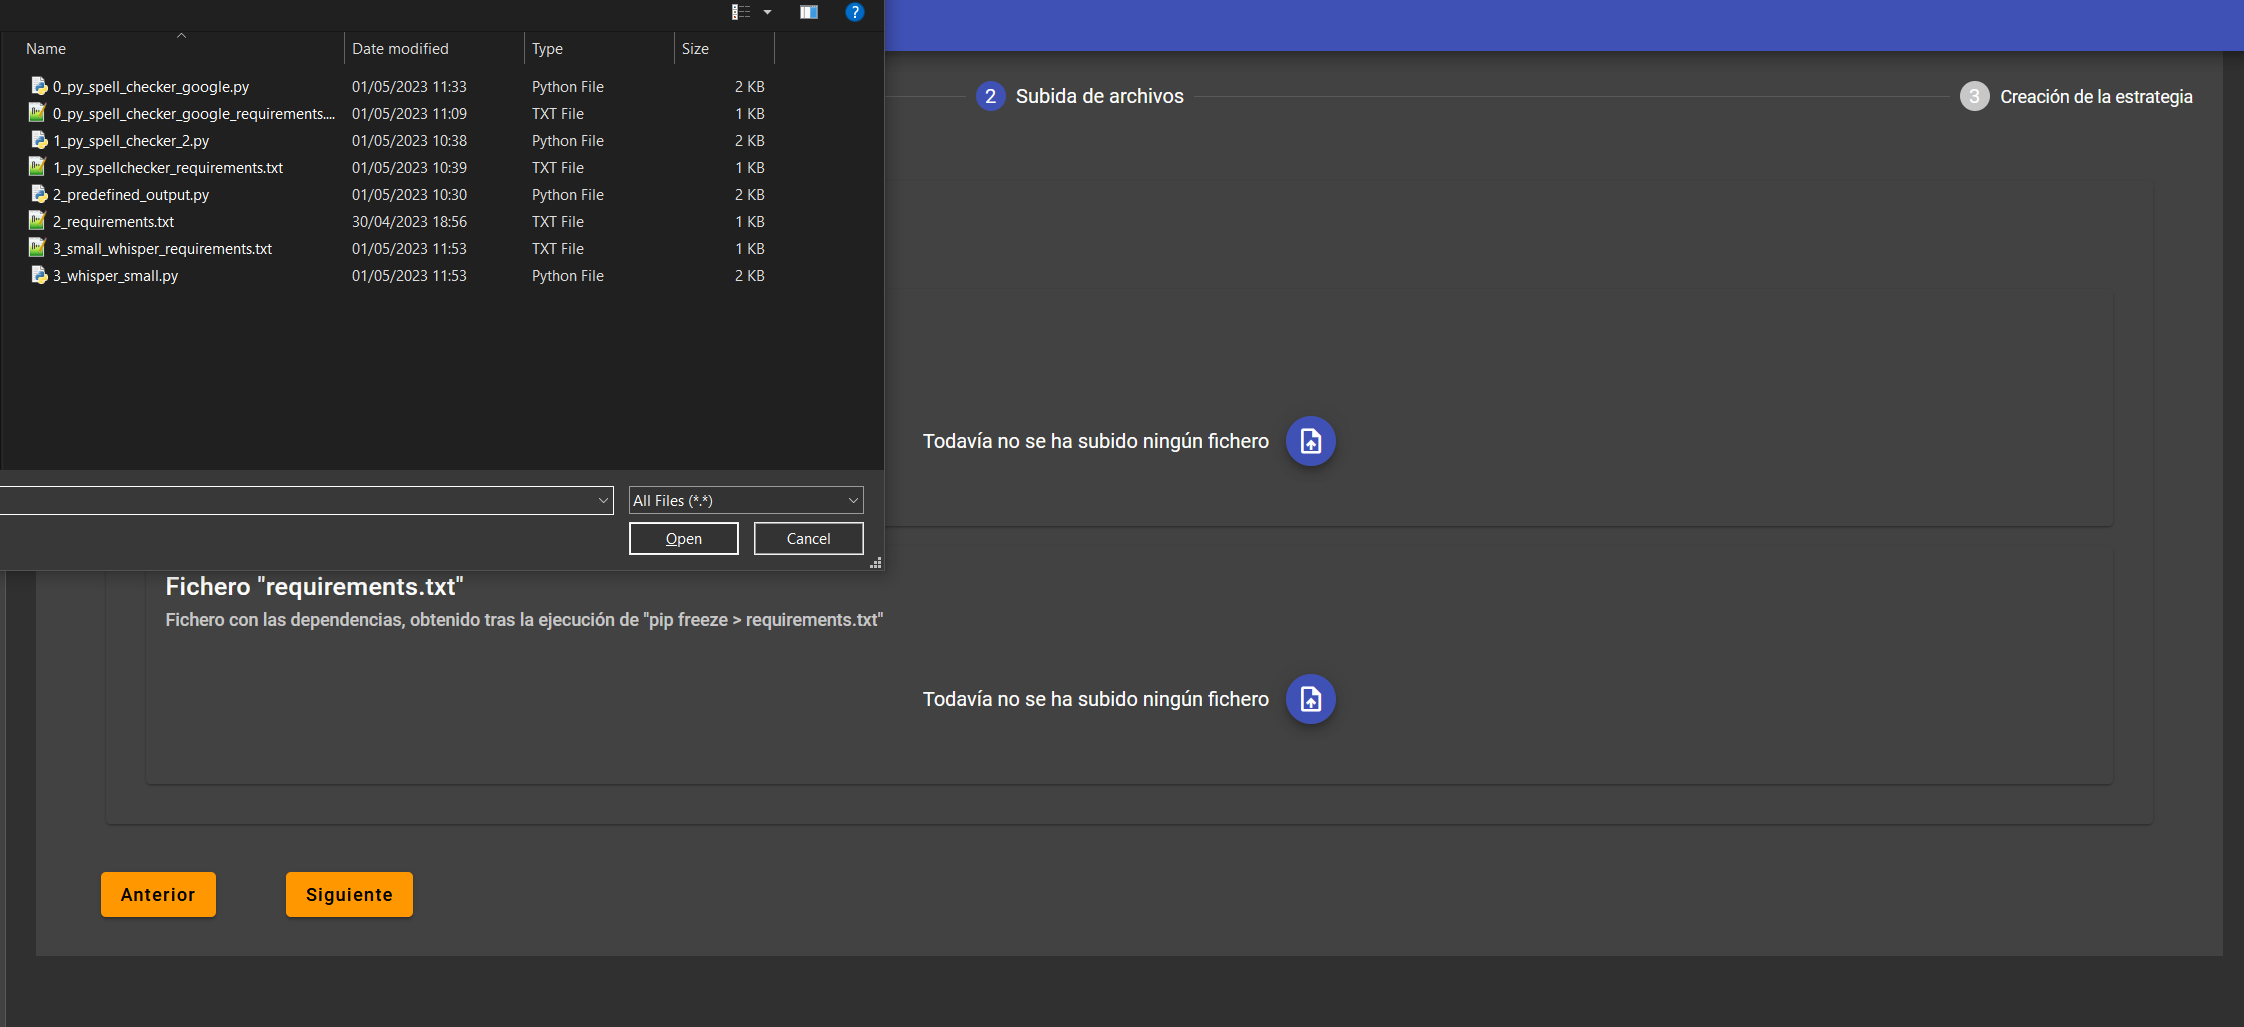 Name Date modified Type Size
0_py_spell_checker_google.py 01/05/2023 11:33 Python File 2 KB
0_py_spell_checker_google_requirements.... 01/05/2023 11:09 TXT File 1 KB
1_py_spell_checker_2.py 01/05/2023 10:38 Python File 2 KB
1_py_spellchecker_requirements.txt 01/05/2023 10:39 TXT File 1 KB
2_predefined_output.py 01/05/2023 10:30 Python File 2 KB
2_requirements.txt 30/04/2023 18:56 TXT File 1 KB
3_small_whisper_requirements.txt 01/05/2023 11:53 TXT File 1 KB
3_whisper_small.py 01/05/2023 11:53 Python File 2 KB
All Files (*.*)
Open Cancel
2 Subida de archivos
3 Creación de la estrategia
Todavía no se ha subido ningún fichero
Fichero "requirements.txt"
Fichero con las dependencias, obtenido tras la ejecución de "pip freeze > requirements.txt"
Todavía no se ha subido ningún fichero
Anterior Siguiente